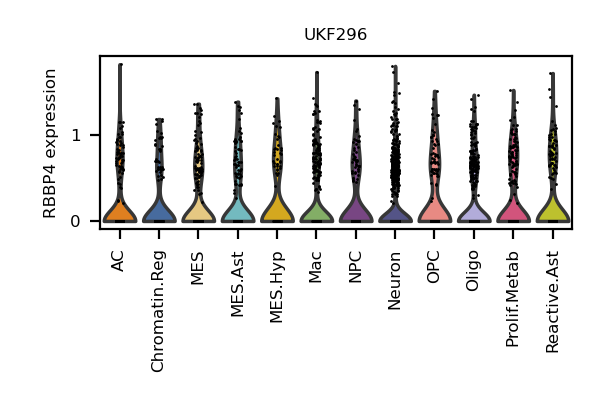 UKF296
RBBP4 expression
1
0
AC
Chromatin.Reg
MES
MES.Ast
MES.Hyp
Mac
NPC
Neuron
OPC
Oligo
Prolif.Metab
Reactive.Ast